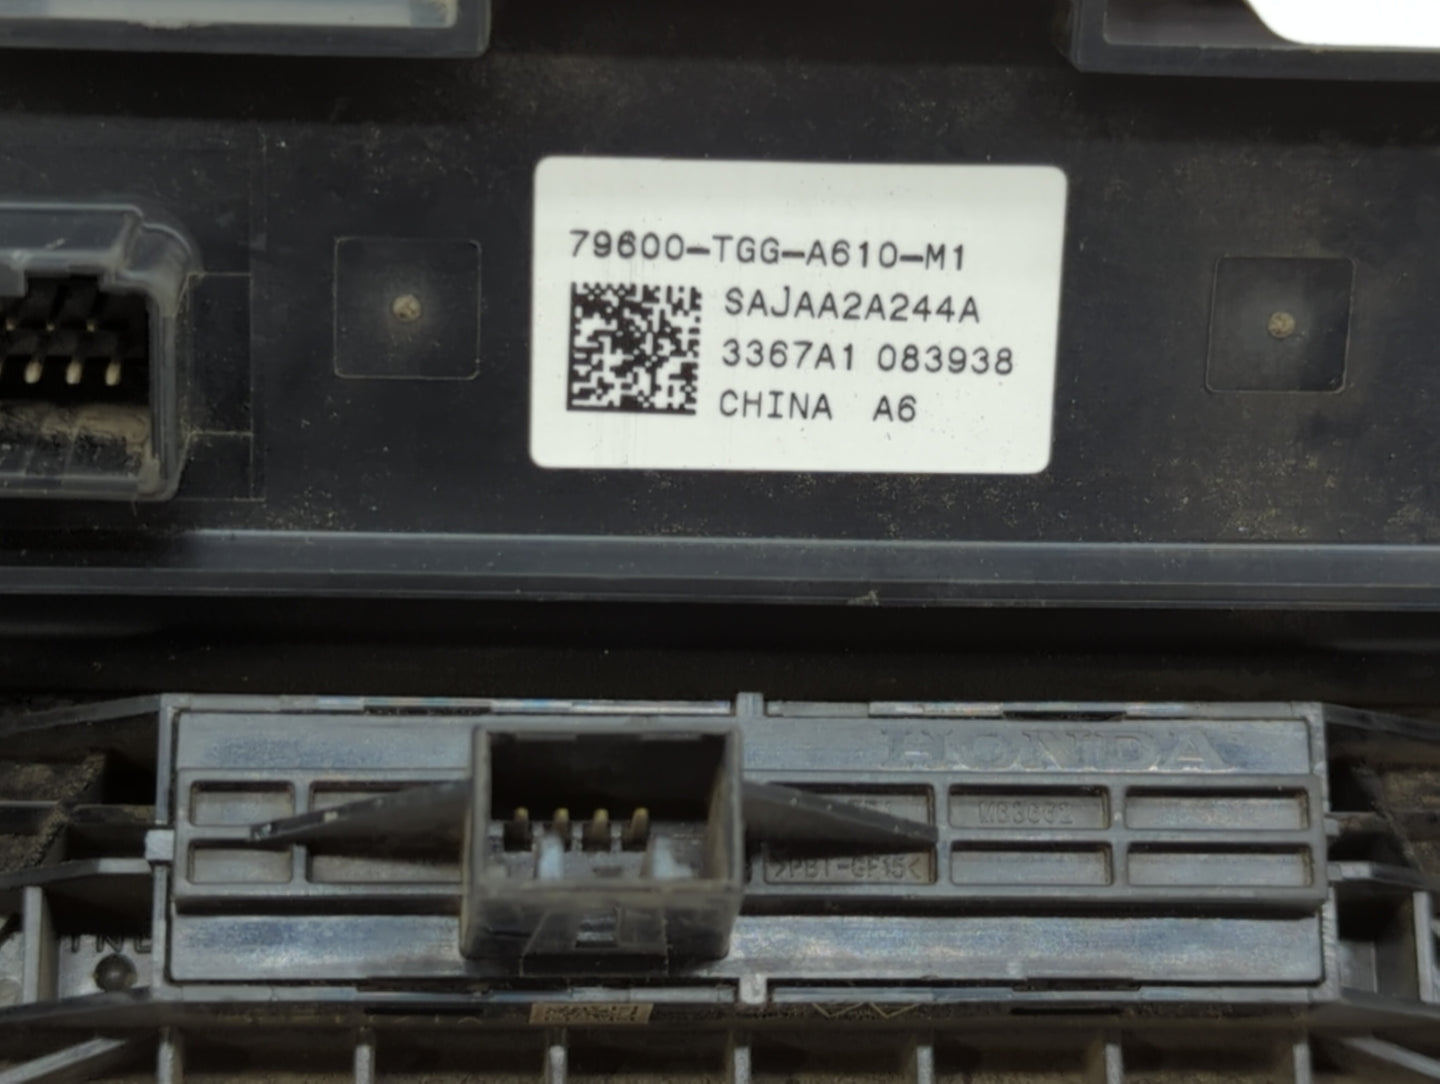 79600-TGG-A610-M1
SAJAA2A244A
3367A1 083938
CHINA A6
HONDA
>PBT-GF15<